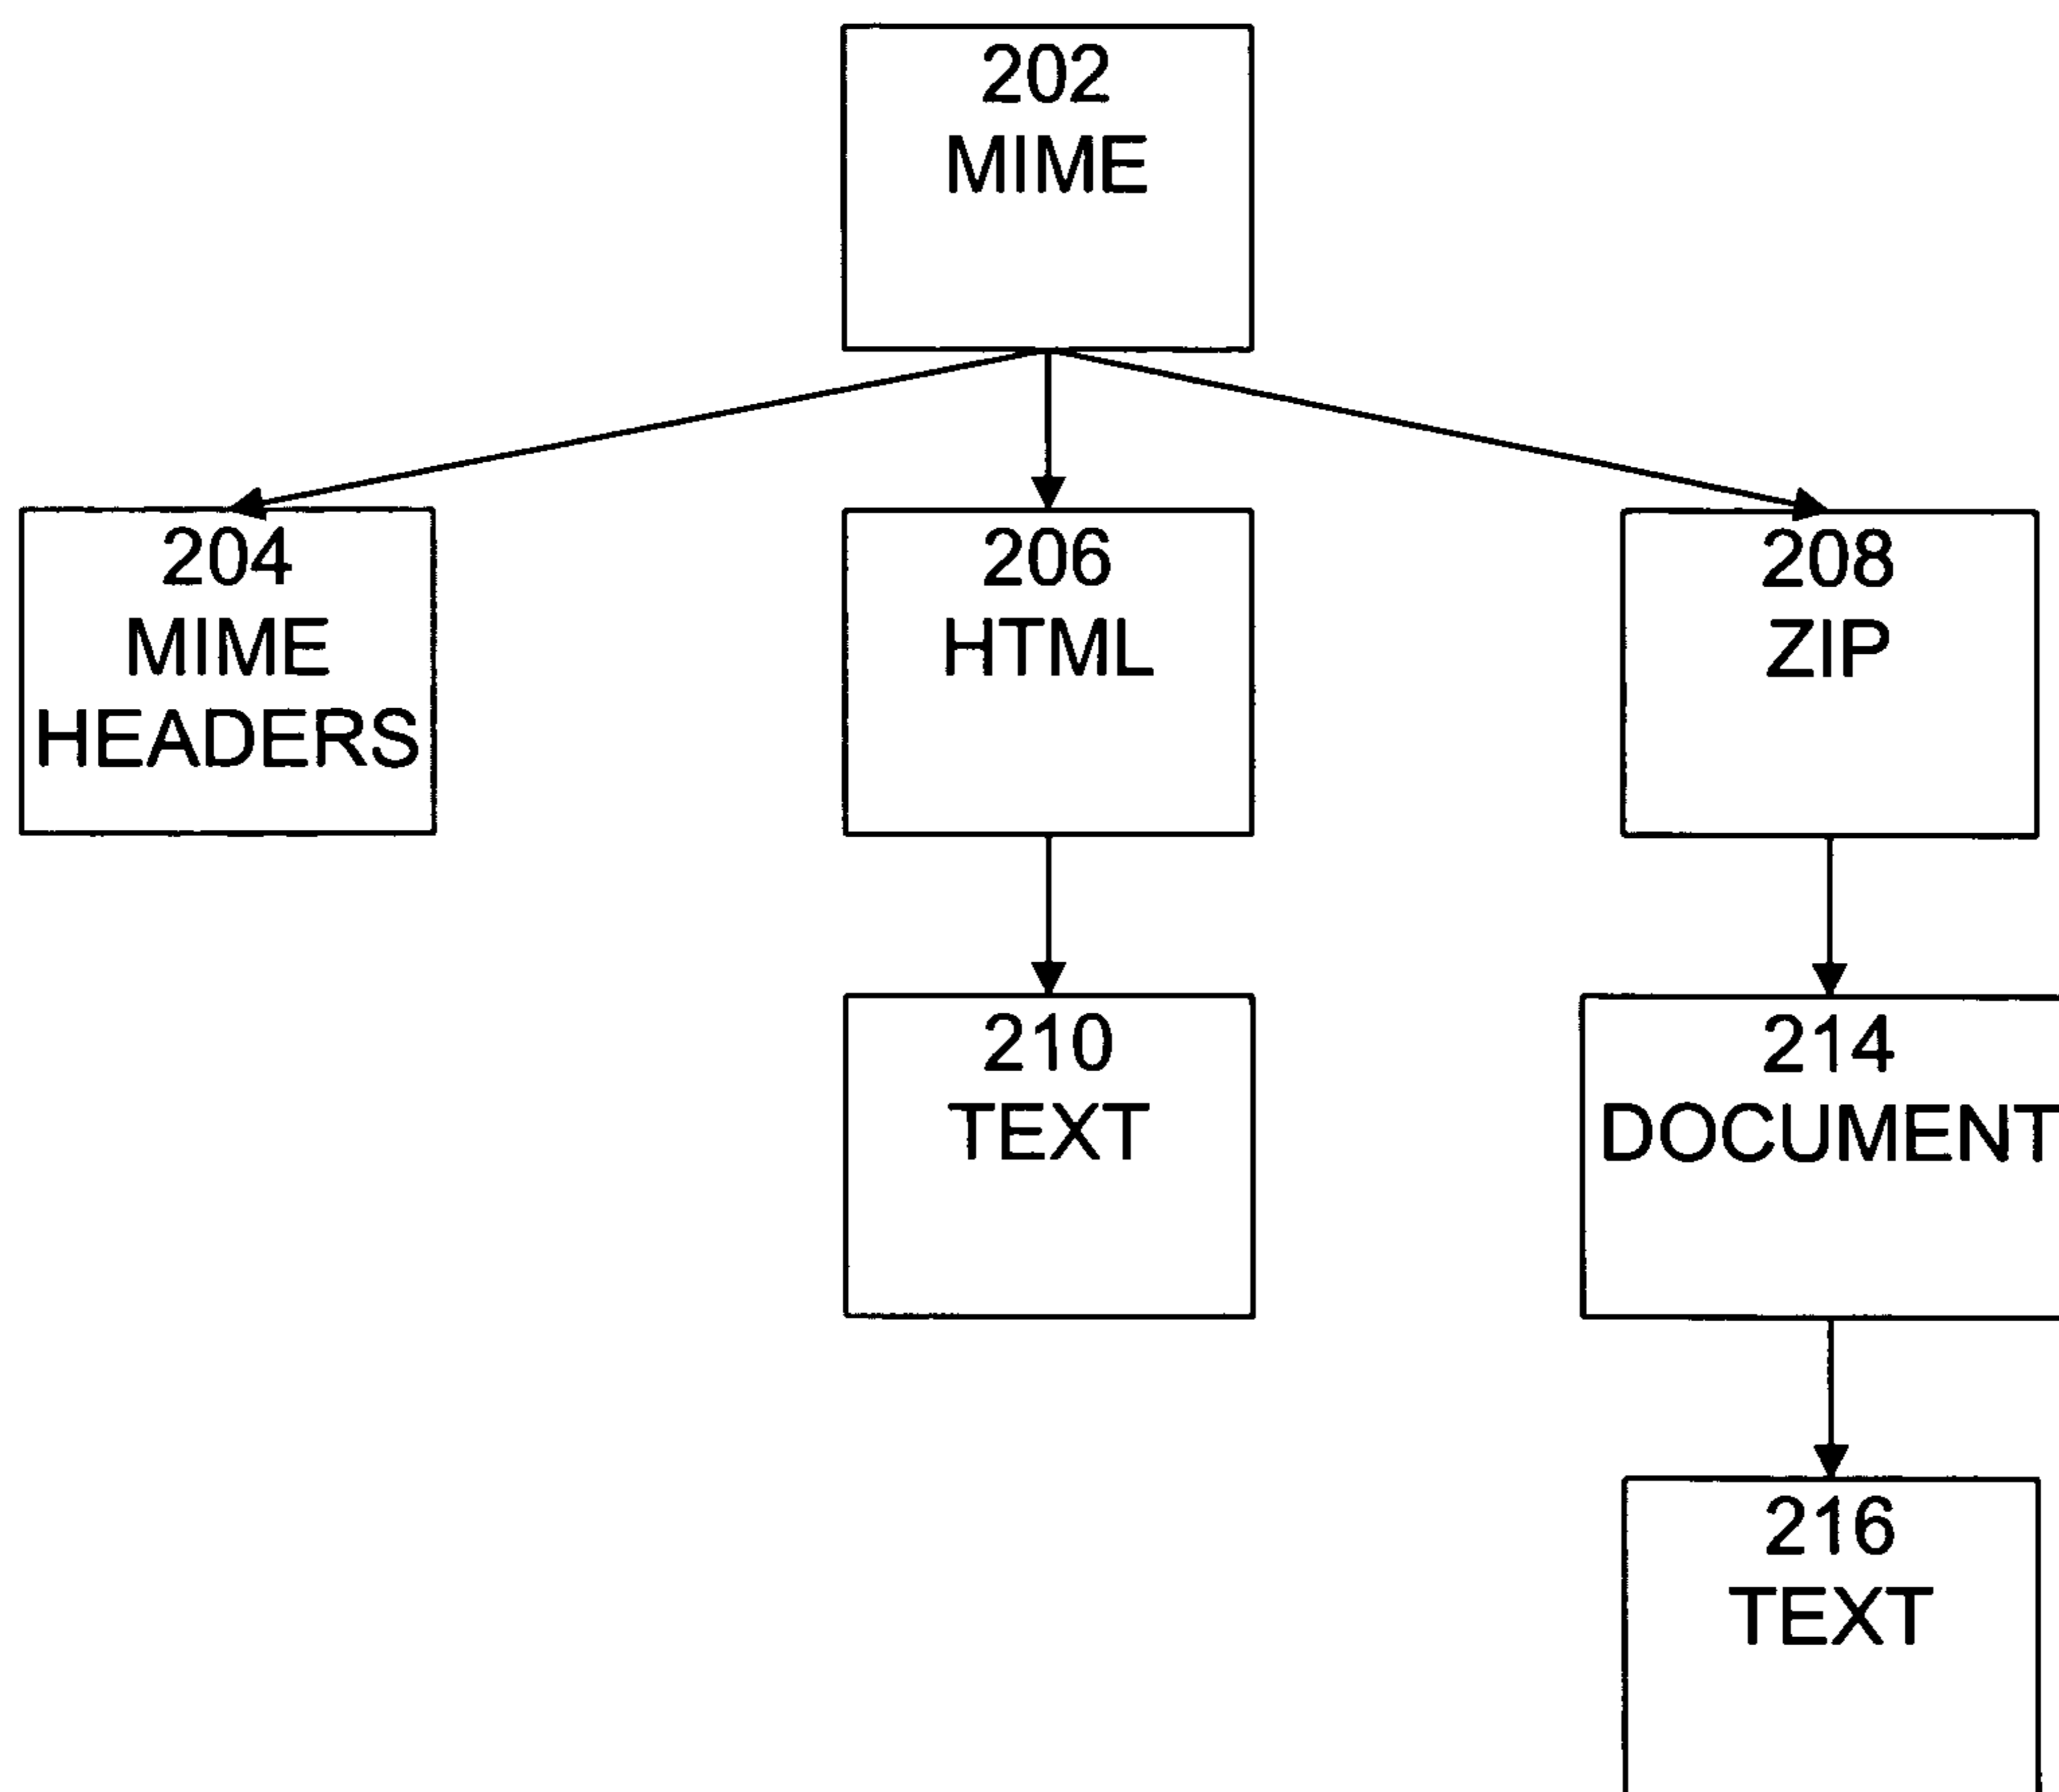 202
MIME
204
MIME
HEADERS
206
HTML
208
ZIP
210
TEXT
214
DOCUMENT
216
TEXT